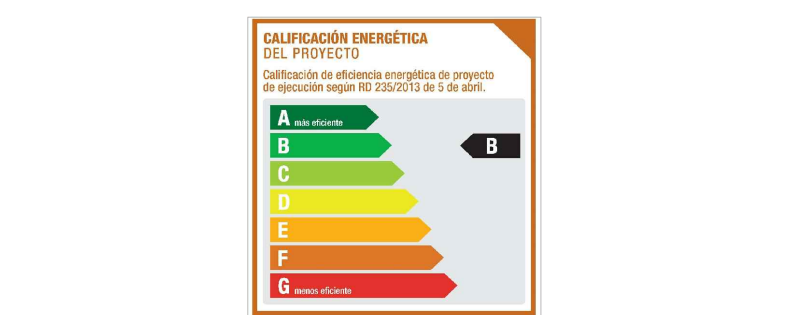 CALIFICACIÓN ENERGÉTICA
DEL PROYECTO
Calificación de eficiencia energética de proyecto
de ejecución según RD 235/2013 de 5 de abril.
A más eficiente
B B
C
D
E
F
G menos eficiente